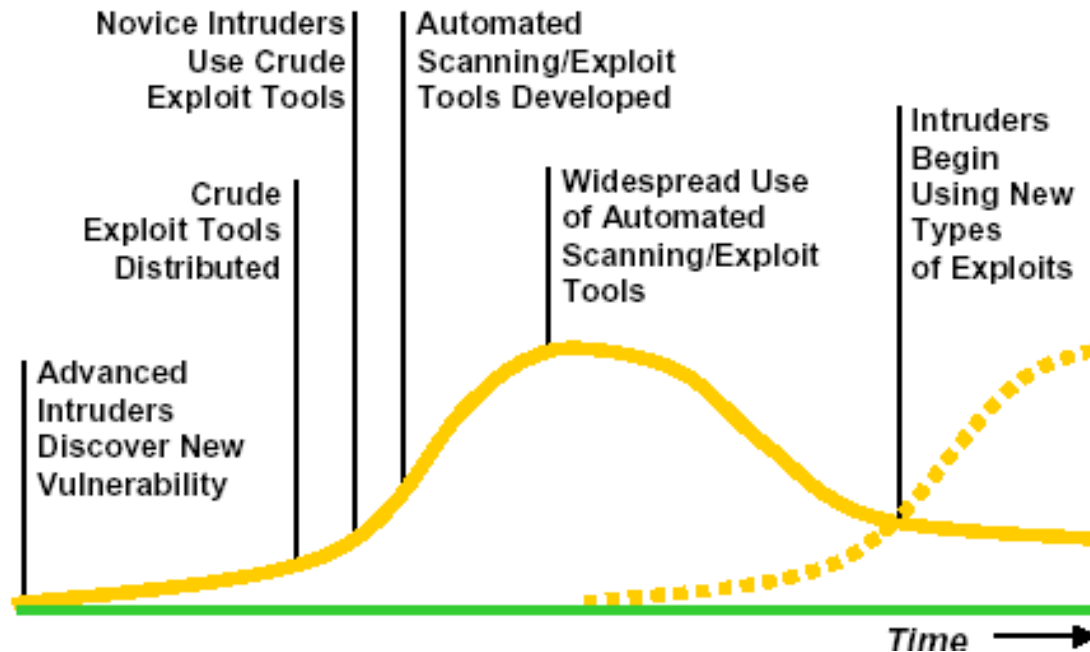 Novice Intruders
Use Crude
Exploit Tools
Automated
Scanning/Exploit
Tools Developed
Crude
Exploit Tools
Distributed
Widespread Use
of Automated
Scanning/Exploit
Tools
Intruders
Begin
Using New
Types
of Exploits
Advanced
Intruders
Discover New
Vulnerability
Time